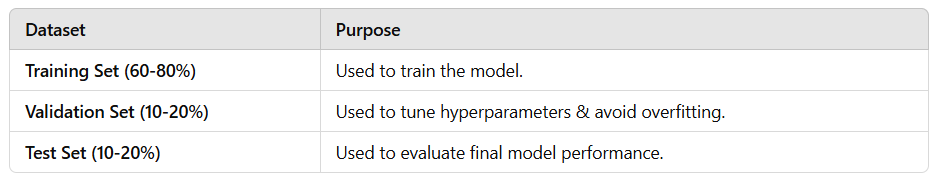 Dataset Purpose
Training Set (60-80%) Used to train the model.
Validation Set (10-20%) Used to tune hyperparameters & avoid overfitting.
Test Set (10-20%) Used to evaluate final model performance.